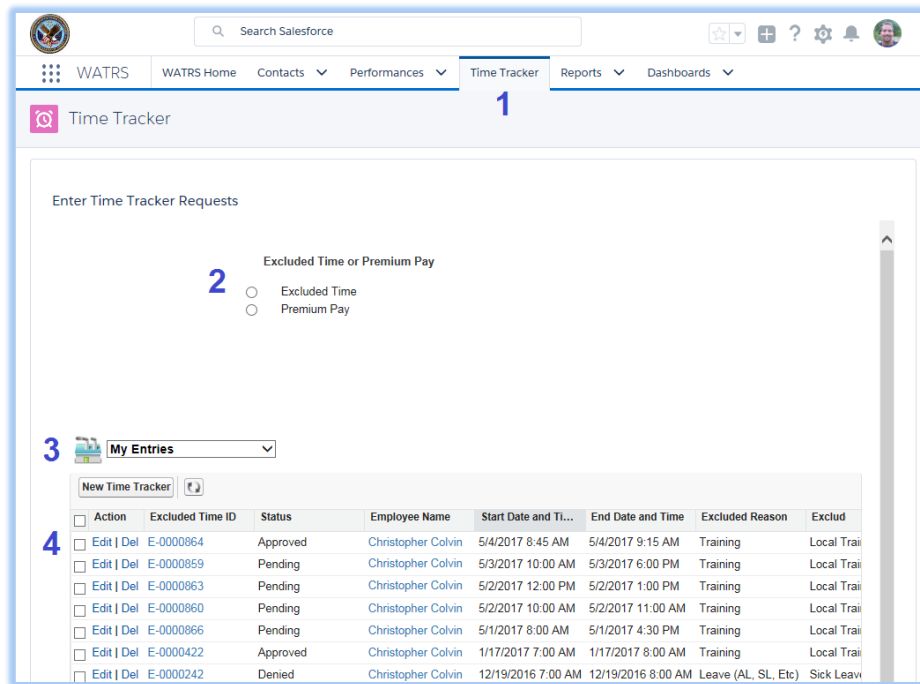 Search Salesforce
WATRS WATRS Home Contacts Performances Time Tracker Reports Dashboards
1
Time Tracker
Enter Time Tracker Requests
Excluded Time or Premium Pay
2
Excluded Time
Premium Pay
3 My Entries
New Time Tracker
Action Excluded Time ID Status Employee Name Start Date and Ti... End Date and Time Excluded Reason Exclud
4 Edit | Del E-0000864 Approved Christopher Colvin 5/4/2017 8:45 AM 5/4/2017 9:15 AM Training Local Trai
Edit | Del E-0000859 Pending Christopher Colvin 5/3/2017 10:00 AM 5/3/2017 6:00 PM Training Local Trai
Edit | Del E-0000863 Pending Christopher Colvin 5/2/2017 12:00 PM 5/2/2017 1:00 PM Training Local Trai
Edit | Del E-0000860 Pending Christopher Colvin 5/2/2017 10:00 AM 5/2/2017 11:00 AM Training Local Trai
Edit | Del E-0000866 Pending Christopher Colvin 5/1/2017 8:00 AM 5/1/2017 4:30 PM Training Local Trai
Edit | Del E-0000422 Approved Christopher Colvin 1/17/2017 7:00 AM 1/17/2017 8:00 AM Training Local Trai
Edit | Del E-0000242 Denied Christopher Colvin 12/19/2016 7:00 AM 12/19/2016 8:00 AM Leave (AL, SL, Etc) Sick Leav